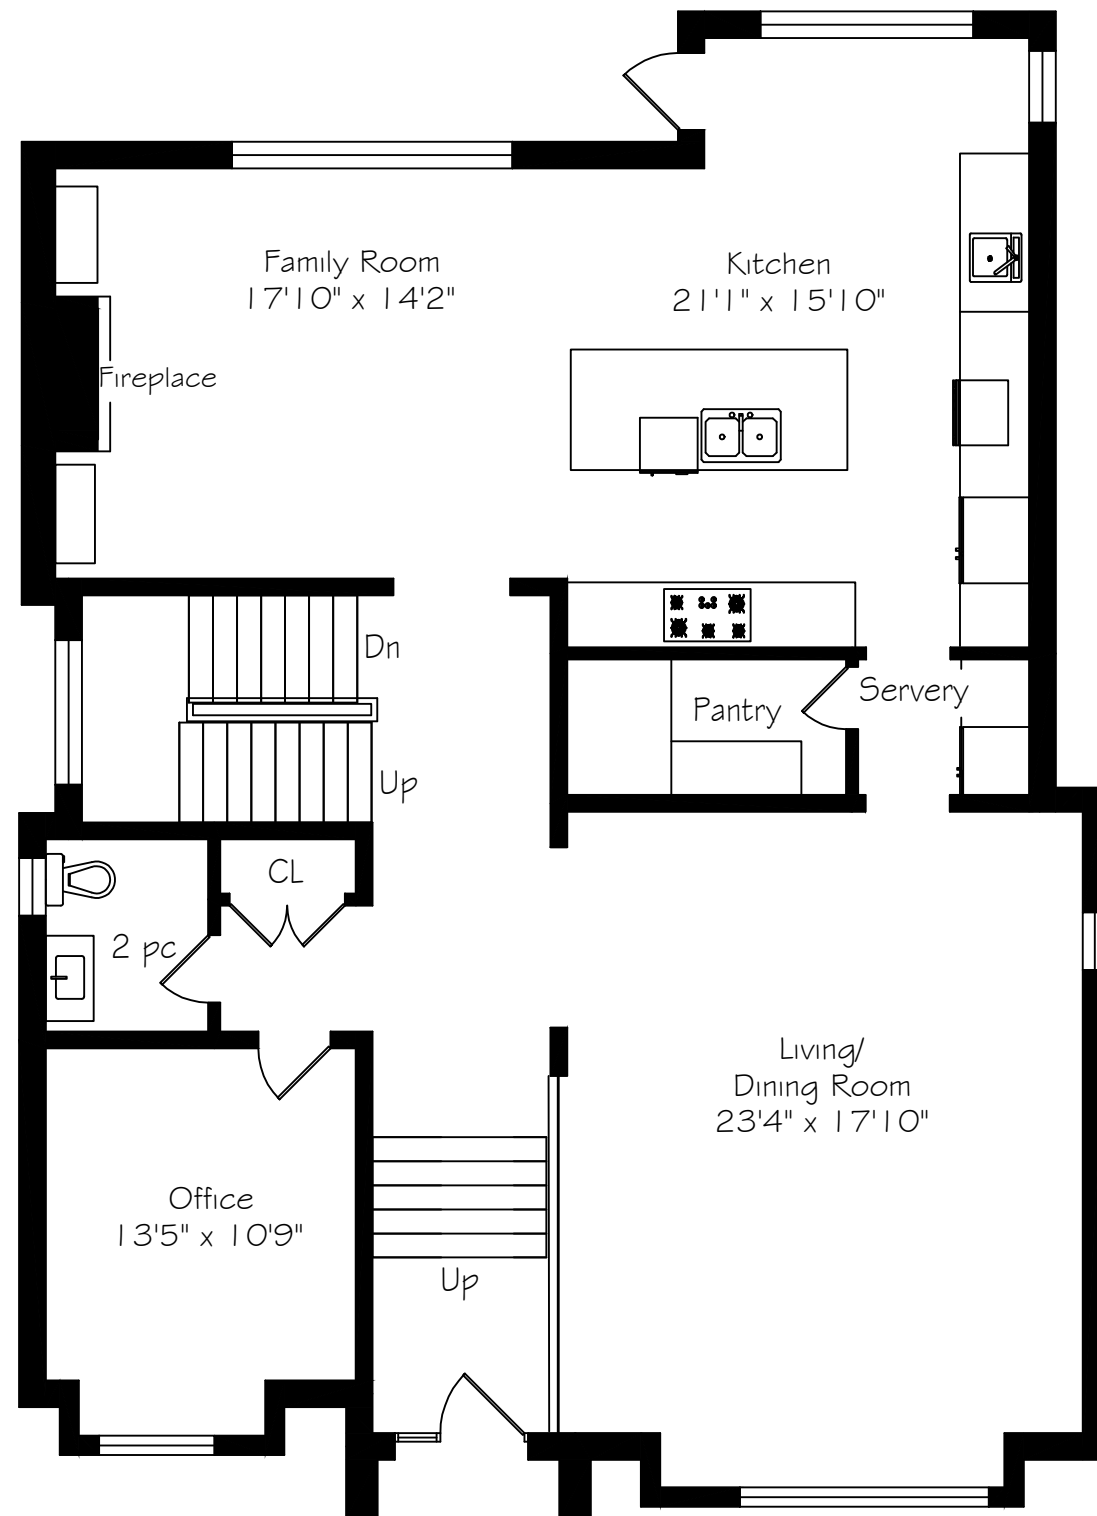 Family Room
17'10" x 14'2"
Kitchen
21'1" x 15'10"
Fireplace
Dn
Up
Pantry
Servery
CL
2 pc
Living/
Dining Room
23'4" x 17'10"
Office
13'5" x 10'9"
Up